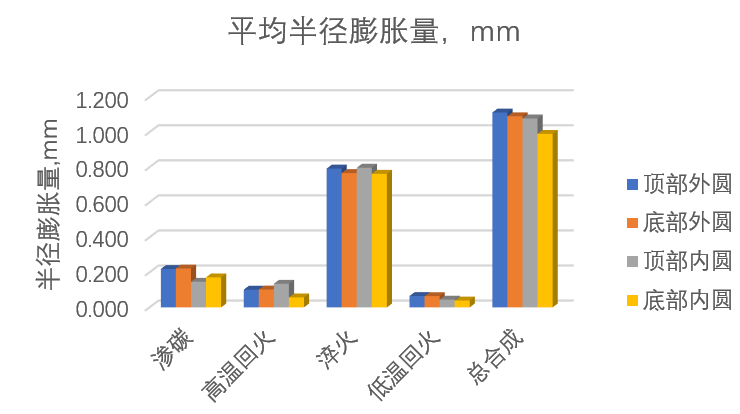 平均半径膨胀量，mm
半径膨胀量,mm
1.200
1.000
0.800
0.600
0.400
0.200
0.000
渗碳
高温回火
淬火
低温回火
总合成
顶部外圆
底部外圆
顶部内圆
底部内圆